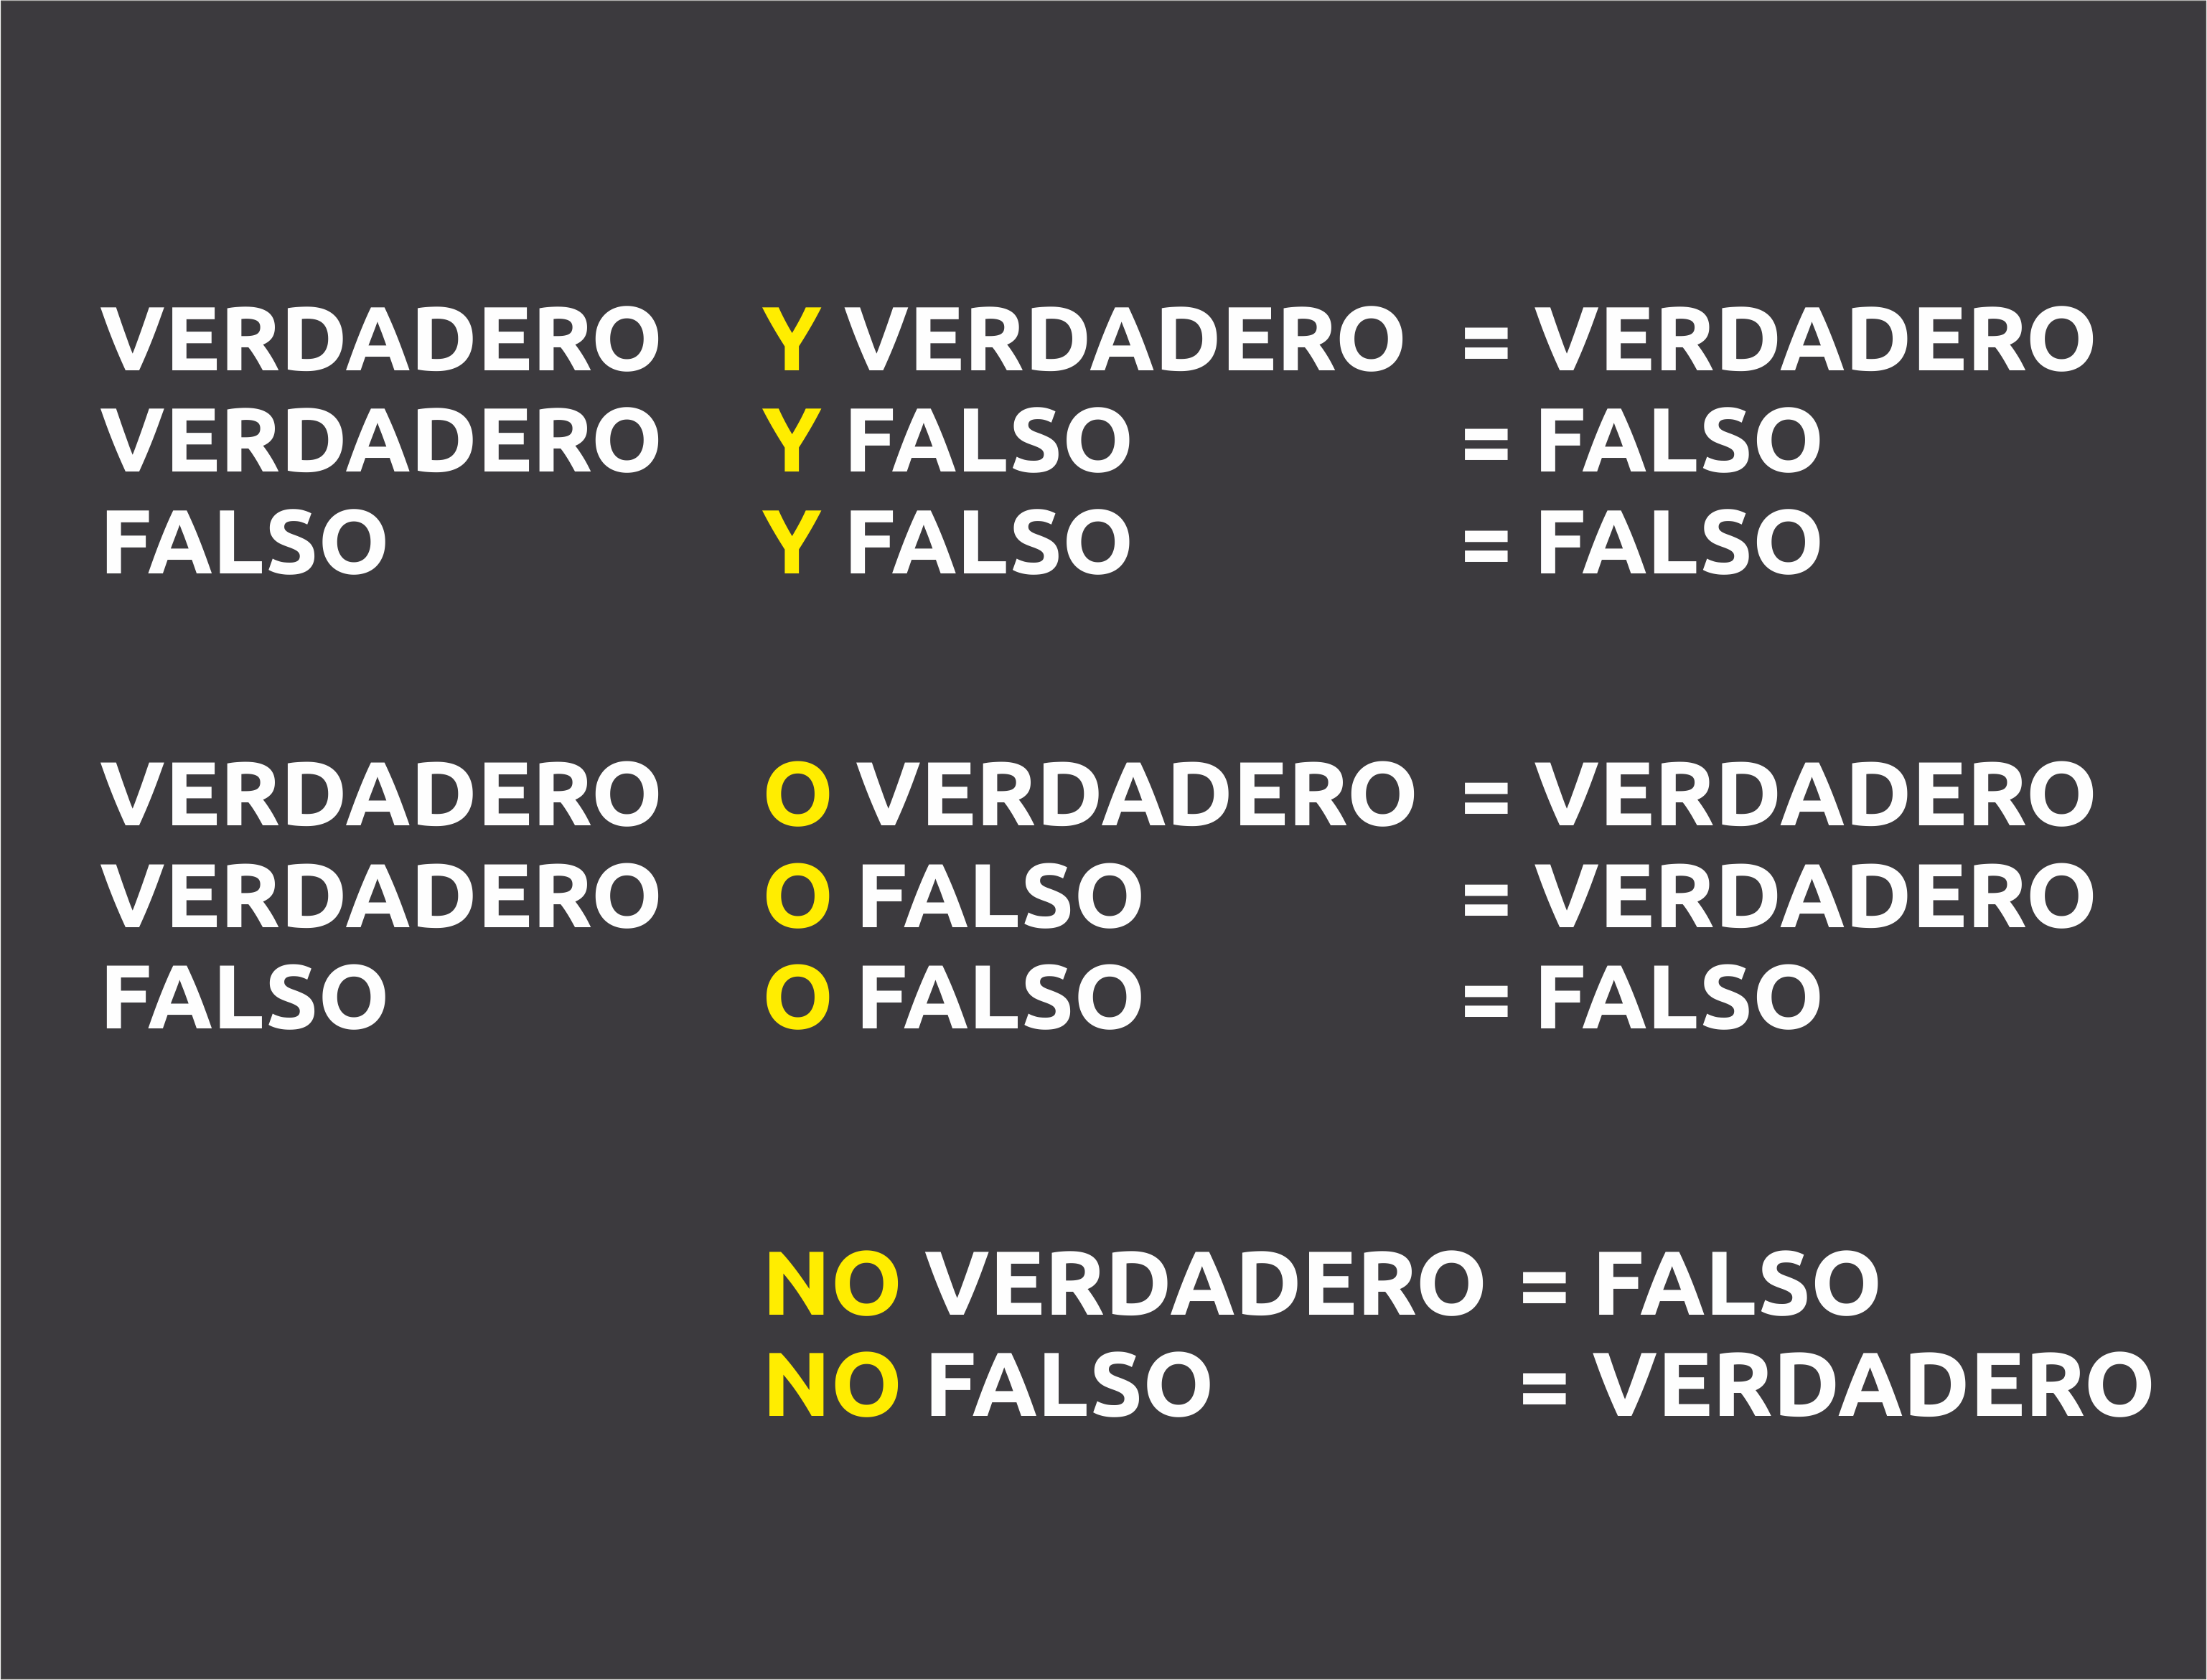 VERDADERO Y VERDADERO = VERDADERO
VERDADERO Y FALSO = FALSO
FALSO Y FALSO = FALSO
VERDADERO O VERDADERO = VERDADERO
VERDADERO O FALSO = VERDADERO
FALSO O FALSO = FALSO
NO VERDADERO = FALSO
NO FALSO = VERDADERO